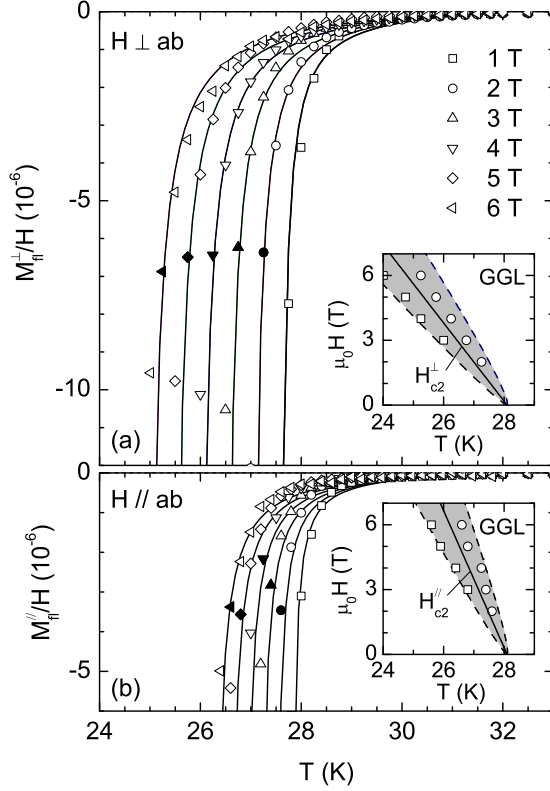 0
H ⊥ ab
1 T
2 T
3 T
4 T
5 T
6 T
-5
-10
M_fl^⊥/H (10^-6)
(a)
GGL
6
3
0
μ_0H (T)
H_c2^⊥
24 26 28
T (K)
0
H // ab
-5
M_fl^//​/H (10^-6)
(b)
GGL
6
3
0
μ_0H (T)
H_c2^//
24 26 28
T (K)
24 26 28 30 32
T (K)